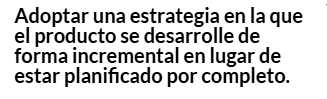 Adoptar una estrategia en la que
el producto se desarrolle de
forma incremental en lugar de
estar planificado por completo.